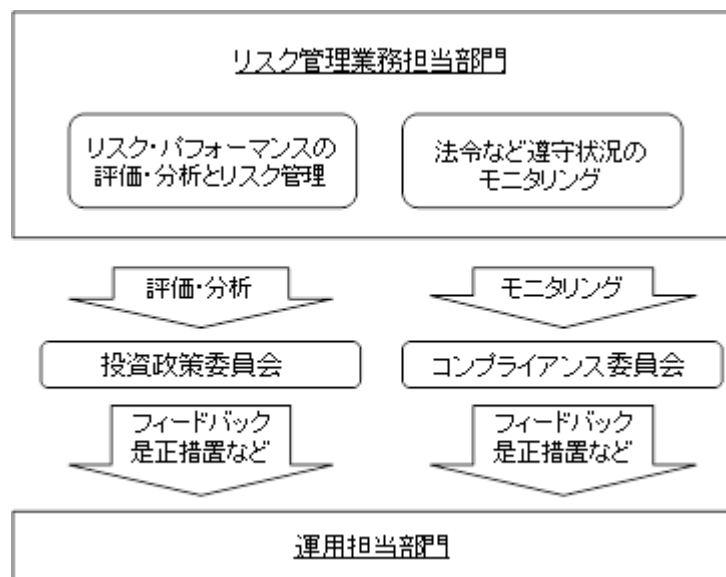 リスク管理業務担当部門
リスク・パフォーマンスの
評価・分析とリスク管理
法令など遵守状況の
モニタリング
評価・分析
モニタリング
投資政策委員会
コンプライアンス委員会
フィードバック
是正措置など
フィードバック
是正措置など
運用担当部門